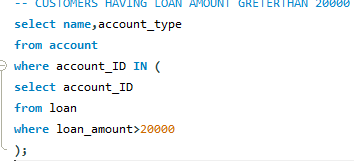 -- CUSTOMERS HAVING LOAN AMOUNT GRETERTHAN 20000
select name,account_type
from account
where account_ID IN (
select account_ID
from loan
where loan_amount>20000
);